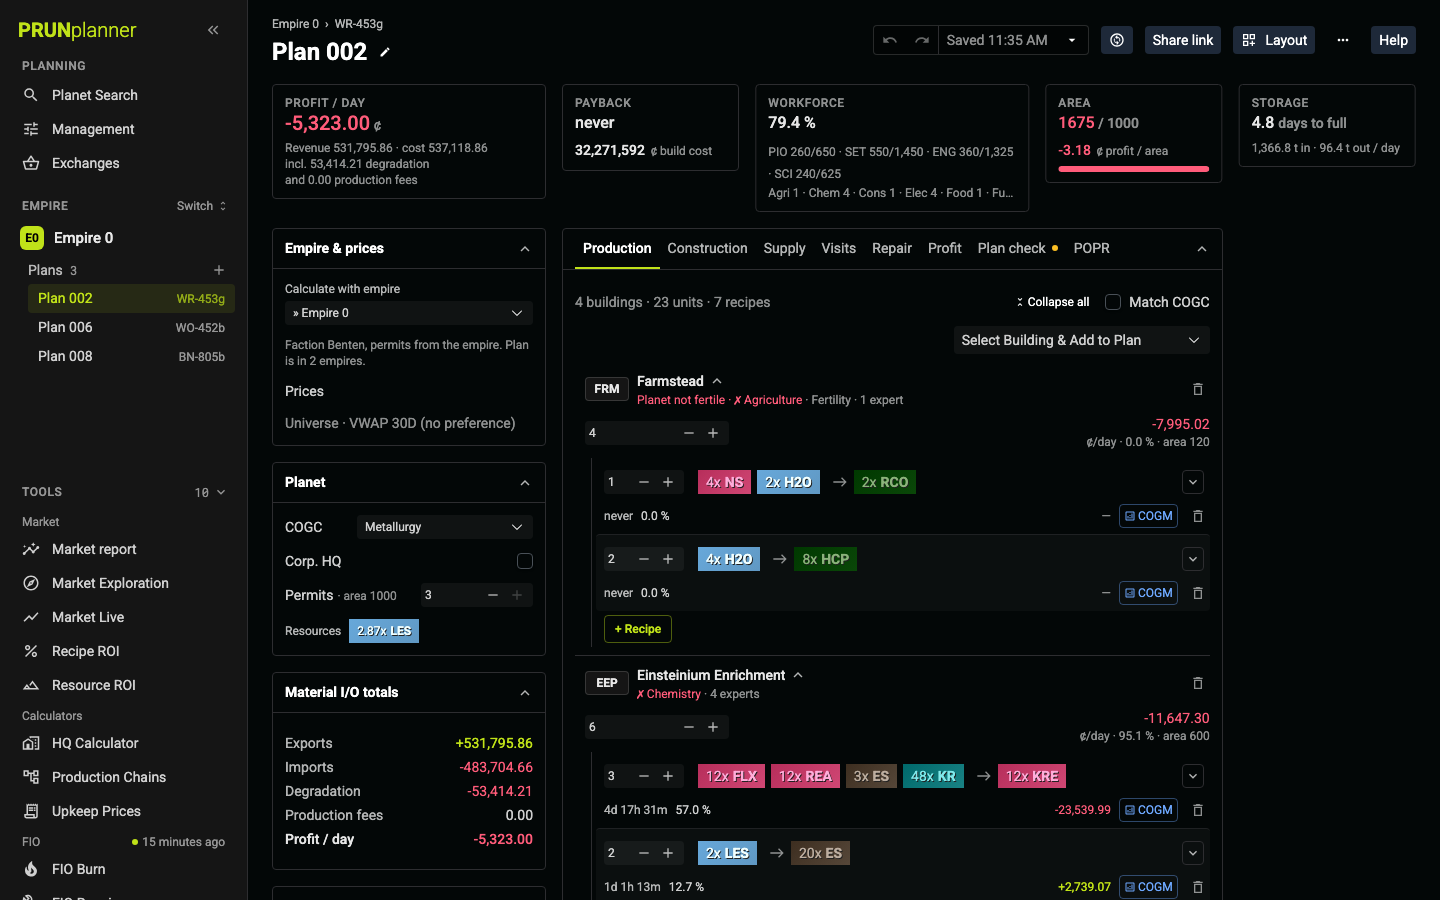 PRUNplanner
PLANNING
Planet Search
Management
Exchanges
EMPIRE
Switch
E0
Empire 0
Plans 3
Plan 002
WR-453g
Plan 006
WO-452b
Plan 008
BN-805b
TOOLS
10
Market
Market report
Market Exploration
Market Live
Recipe ROI
Resource ROI
Calculators
HQ Calculator
Production Chains
Upkeep Prices
FIO
15 minutes ago
FIO Burn
Empire 0 › WR-453g
Plan 002
Saved 11:35 AM
Share link
Layout
Help
PROFIT / DAY
-5,323.00 ¢
Revenue 531,795.86 · cost 537,118.86
incl. 53,414.21 degradation
and 0.00 production fees
PAYBACK
never
32,271,592 ¢ build cost
WORKFORCE
79.4 %
PIO 260/650 · SET 550/1,450 · ENG 360/1,325
· SCI 240/625
Agri 1 · Chem 4 · Cons 1 · Elec 4 · Food 1 · Fu…
AREA
1675 / 1000
-3.18 ¢ profit / area
STORAGE
4.8 days to full
1,366.8 t in · 96.4 t out / day
Empire & prices
Calculate with empire
» Empire 0
Faction Benten, permits from the empire. Plan
is in 2 empires.
Prices
Universe · VWAP 30D (no preference)
Planet
COGC
Metallurgy
Corp. HQ
Permits · area 1000
3
Resources
2.87x LES
Material I/O totals
Exports
+531,795.86
Imports
-483,704.66
Degradation
-53,414.21
Production fees
0.00
Profit / day
-5,323.00
Production
Construction
Supply
Visits
Repair
Profit
Plan check
POPR
4 buildings · 23 units · 7 recipes
Collapse all
Match COGC
Select Building & Add to Plan
FRM
Farmstead
Planet not fertile · ✗ Agriculture · Fertility · 1 expert
4
-7,995.02
¢/day · 0.0 % · area 120
1
4x NS
2x H2O
→
2x RCO
never 0.0 %
–
COGM
2
4x H2O
→
8x HCP
never 0.0 %
–
COGM
+ Recipe
EEP
Einsteinium Enrichment
✗ Chemistry · 4 experts
6
-11,647.30
¢/day · 95.1 % · area 600
3
12x FLX
12x REA
3x ES
48x KR
→
12x KRE
4d 17h 31m 57.0 %
-23,539.99
COGM
2
2x LES
→
20x ES
1d 1h 13m 12.7 %
+2,739.07
COGM